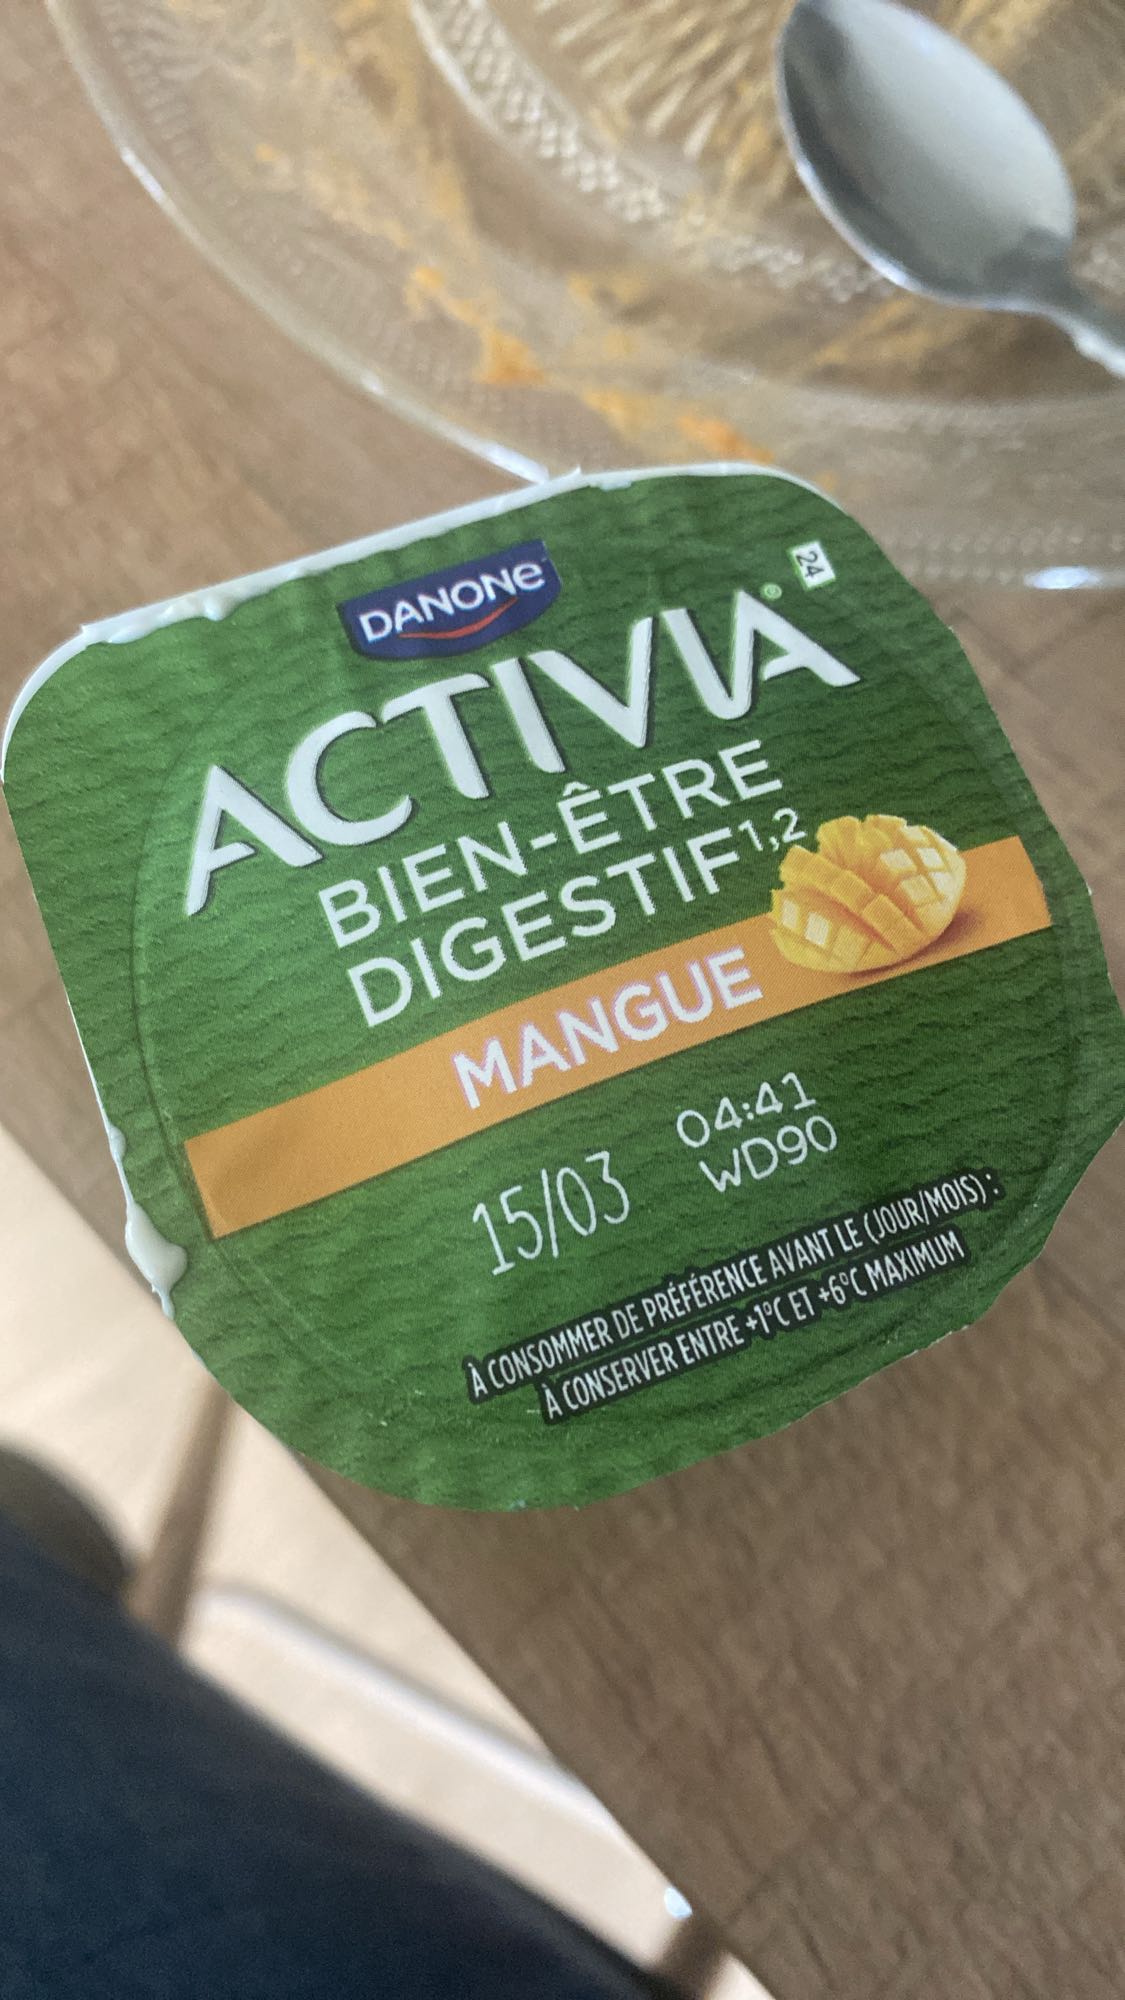 DANONE
24
ACTIVIA®
BIEN-ÊTRE
DIGESTIF1,2
MANGUE
04:41
15/03 WD90
À CONSOMMER DE PRÉFÉRENCE AVANT LE (JOUR/MOIS) :
À CONSERVER ENTRE +1°C ET +6°C MAXIMUM